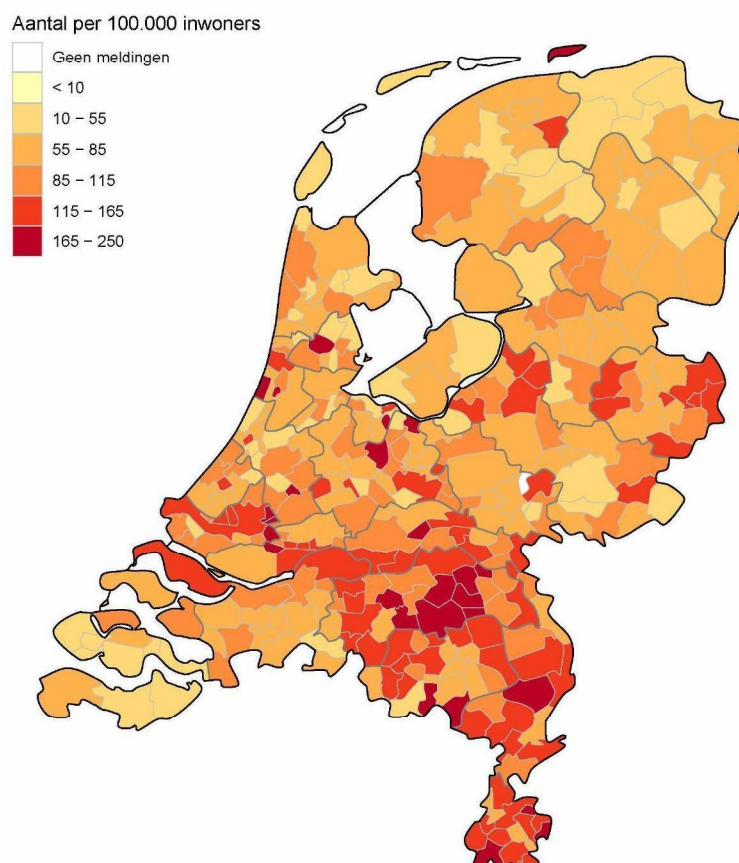 Aantal per 100.000 inwoners
Geen meldingen
< 10
10 − 55
55 − 85
85 − 115
115 − 165
165 − 250